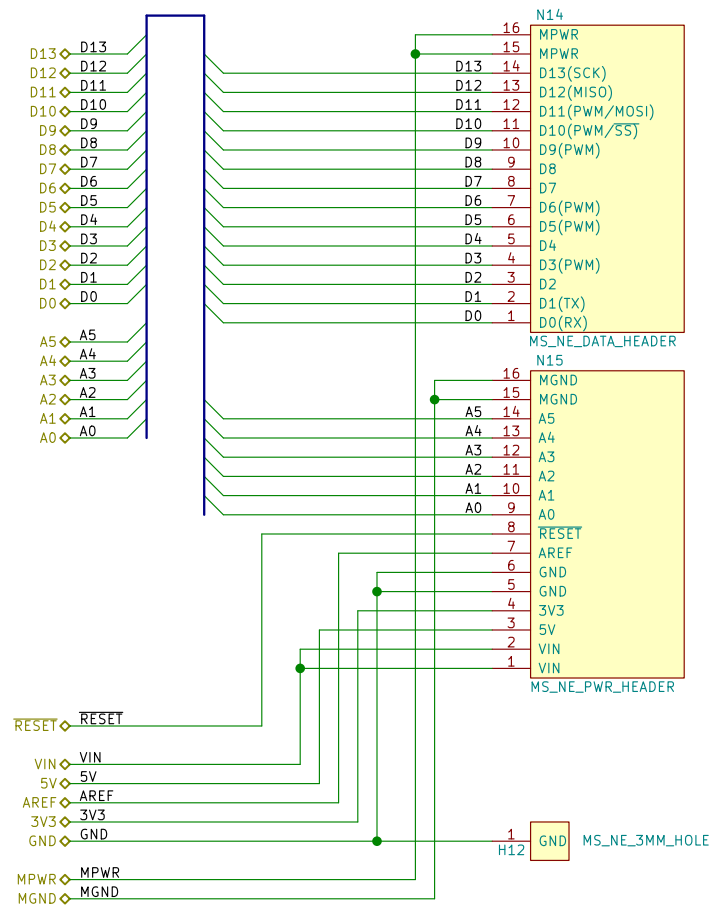 N14
16 MPWR
15 MPWR
D13 D13 D13 14 D13(SCK)
D12 D12 D12 13 D12(MISO)
D11 D11 D11 12 D11(PWM/MOSI)
D10 D10 D10 11 D10(PWM/SS)
D9 D9 D9 10 D9(PWM)
D8 D8 D8 9 D8
D7 D7 D7 8 D7
D6 D6 D6 7 D6(PWM)
D5 D5 D5 6 D5(PWM)
D4 D4 D4 5 D4
D3 D3 D3 4 D3(PWM)
D2 D2 D2 3 D2
D1 D1 D1 2 D1(TX)
D0 D0 D0 1 D0(RX)
MS_NE_DATA_HEADER
N15
16 MGND
15 MGND
A5 A5 A5 14 A5
A4 A4 A4 13 A4
A3 A3 A3 12 A3
A2 A2 A2 11 A2
A1 A1 A1 10 A1
A0 A0 A0 9 A0
8 RESET
7 AREF
6 GND
5 GND
4 3V3
3 5V
2 VIN
1 VIN
MS_NE_PWR_HEADER
RESET RESET
VIN VIN
5V 5V
AREF AREF
3V3 3V3
GND GND 1 GND MS_NE_3MM_HOLE
H12
MPWR MPWR
MGND MGND